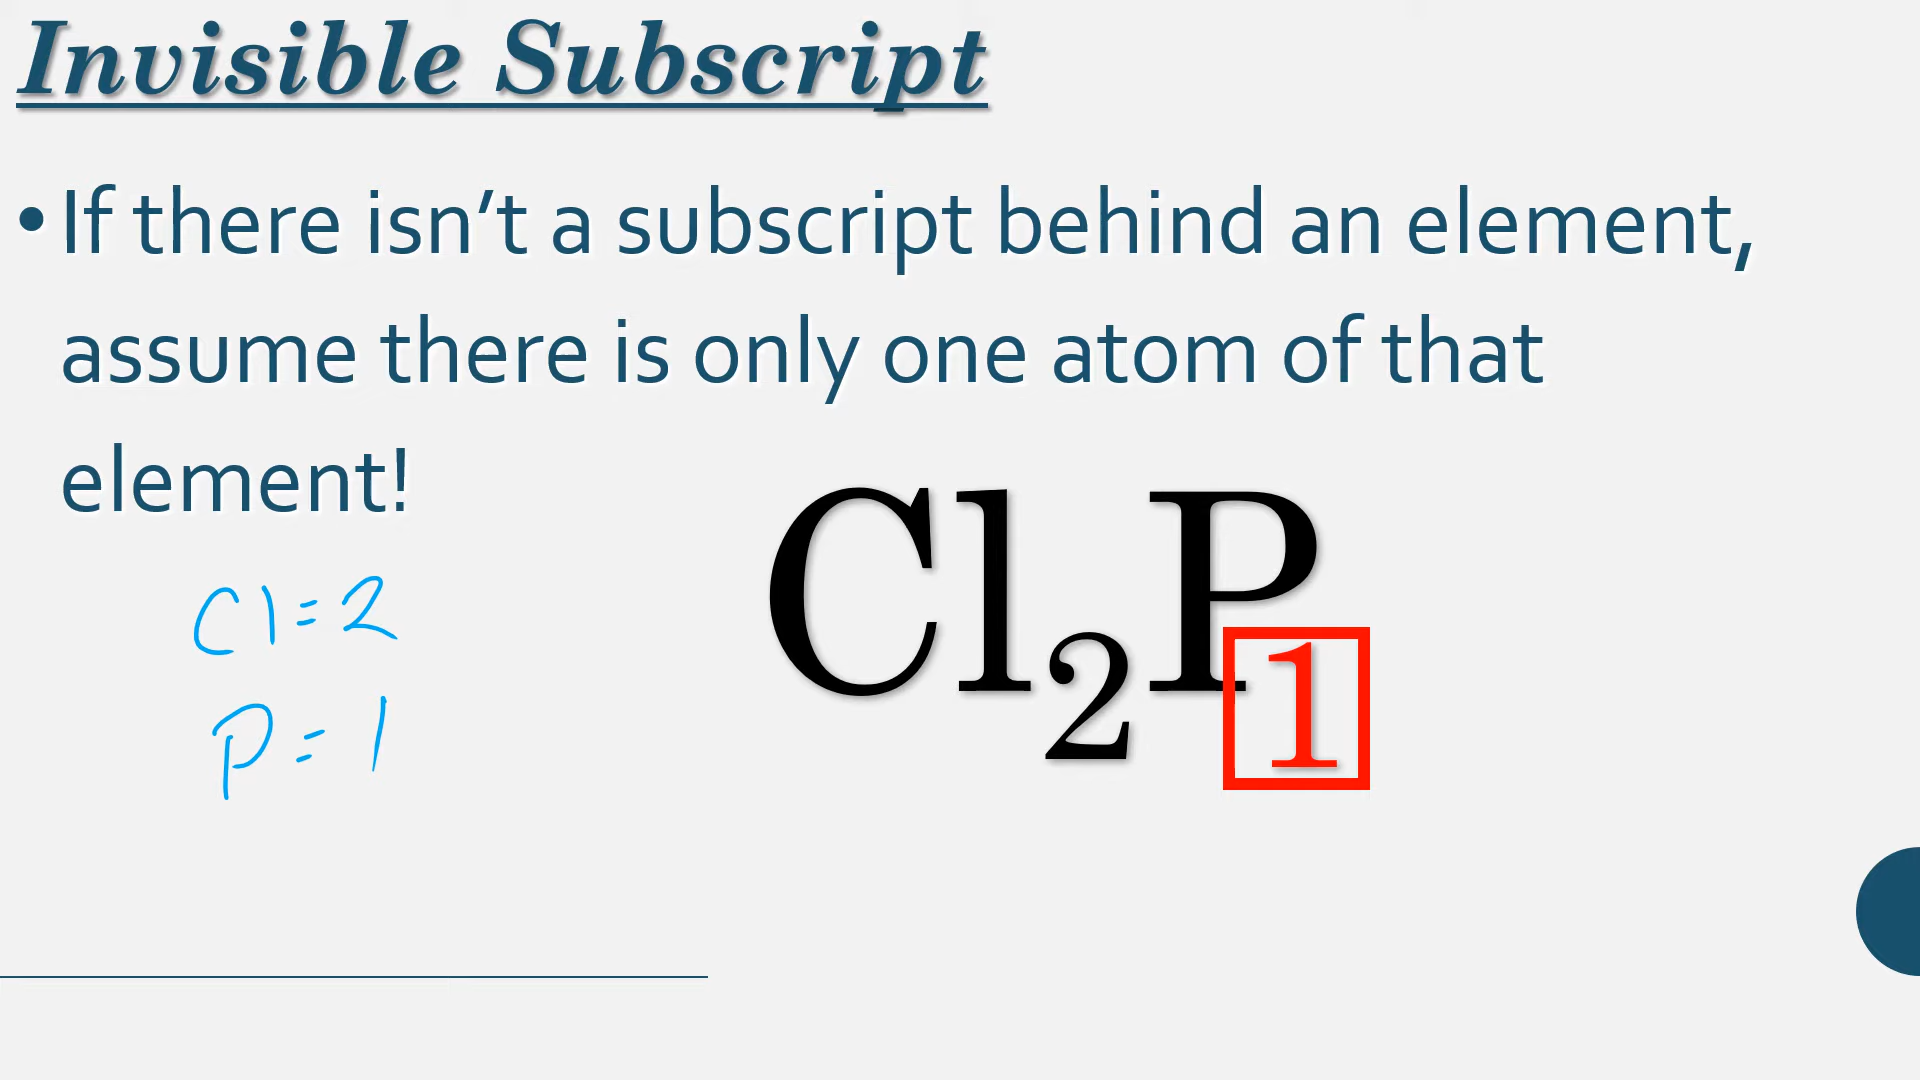 Invisible Subscript
• If there isn’t a subscript behind an element,
assume there is only one atom of that
element!
Cl₂P₁
Cl=2
P=1